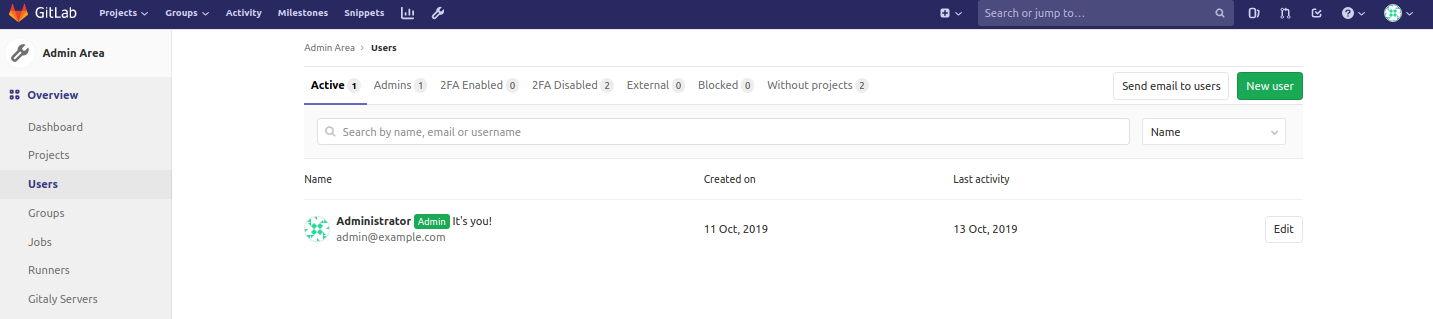 GitLab Projects Groups Activity Milestones Snippets Search or jump to...
Admin Area
Overview
Dashboard
Projects
Users
Groups
Jobs
Runners
Gitaly Servers
Admin Area › Users
Active 1 Admins 1 2FA Enabled 0 2FA Disabled 2 External 0 Blocked 0 Without projects 2 Send email to users New user
Search by name, email or username Name
Name Created on Last activity
Administrator Admin It's you! 11 Oct, 2019 13 Oct, 2019 Edit
admin@example.com